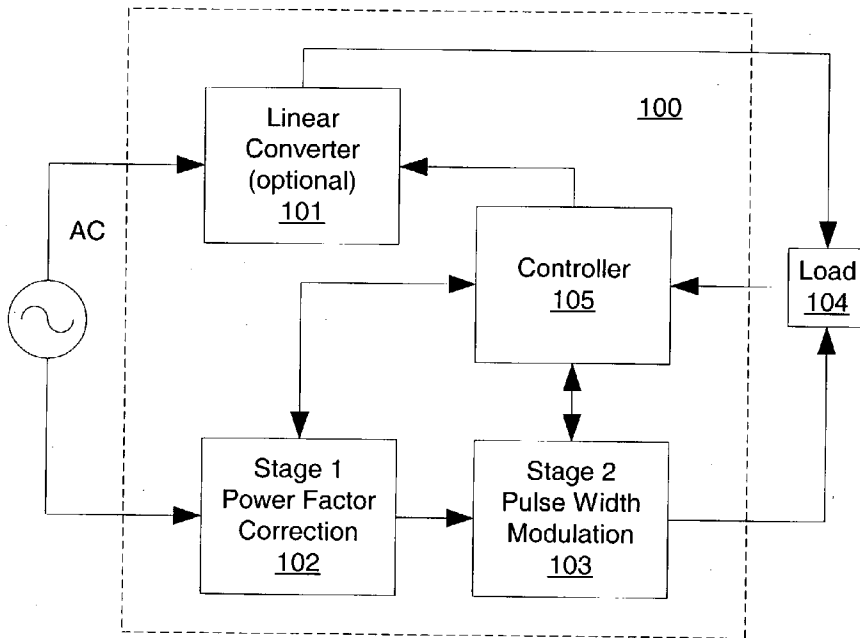 Linear
Converter
(optional)
101
100
AC
Controller
105
Load
104
Stage 1
Power Factor
Correction
102
Stage 2
Pulse Width
Modulation
103